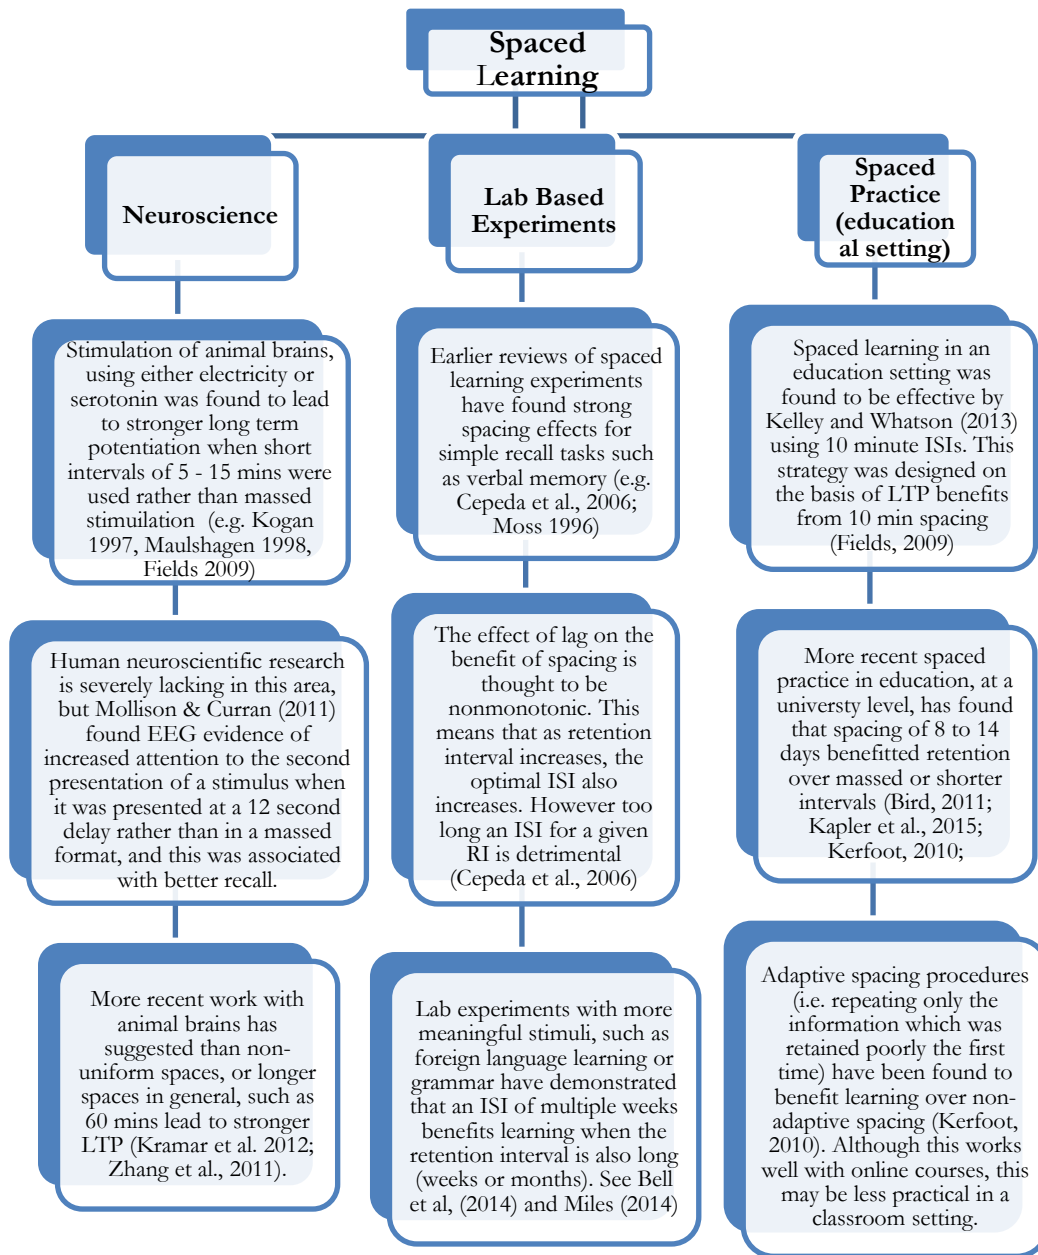 Spaced
Learning
Neuroscience
Lab Based
Experiments
Spaced
Practice
(education
al setting)
Stimulation of animal brains,
using either electricity or
serotonin was found to lead
to stronger long term
potentiation when short
intervals of 5 - 15 mins were
used rather than massed
stimuilation (e.g. Kogan
1997, Maulshagen 1998,
Fields 2009)
Human neuroscientific research
is severely lacking in this area,
but Mollison & Curran (2011)
found EEG evidence of
increased attention to the second
presentation of a stimulus when
it was presented at a 12 second
delay rather than in a massed
format, and this was associated
with better recall.
More recent work with
animal brains has
suggested than non-
uniform spaces, or longer
spaces in general, such as
60 mins lead to stronger
LTP (Kramar et al. 2012;
Zhang et al., 2011).
Earlier reviews of spaced
learning experiments
have found strong
spacing effects for
simple recall tasks such
as verbal memory (e.g.
Cepeda et al., 2006;
Moss 1996)
The effect of lag on the
benefit of spacing is
thought to be
nonmonotonic. This
means that as retention
interval increases, the
optimal ISI also
increases. However too
long an ISI for a given
RI is detrimental
(Cepeda et al., 2006)
Lab experiments with more
meaningful stimuli, such as
foreign language learning or
grammar have demonstrated
that an ISI of multiple weeks
benefits learning when the
retention interval is also long
(weeks or months). See Bell
et al, (2014) and Miles (2014)
Spaced learning in an
education setting was
found to be effective by
Kelley and Whatson (2013)
using 10 minute ISIs. This
strategy was designed on
the basis of LTP benefits
from 10 min spacing
(Fields, 2009)
More recent spaced
practice in education, at a
universty level, has found
that spacing of 8 to 14
days benefitted retention
over massed or shorter
intervals (Bird, 2011;
Kapler et al., 2015;
Kerfoot, 2010;
Adaptive spacing procedures
(i.e. repeating only the
information which was
retained poorly the first
time) have been found to
benefit learning over non-
adaptive spacing (Kerfoot,
2010). Although this works
well with online courses, this
may be less practical in a
classroom setting.